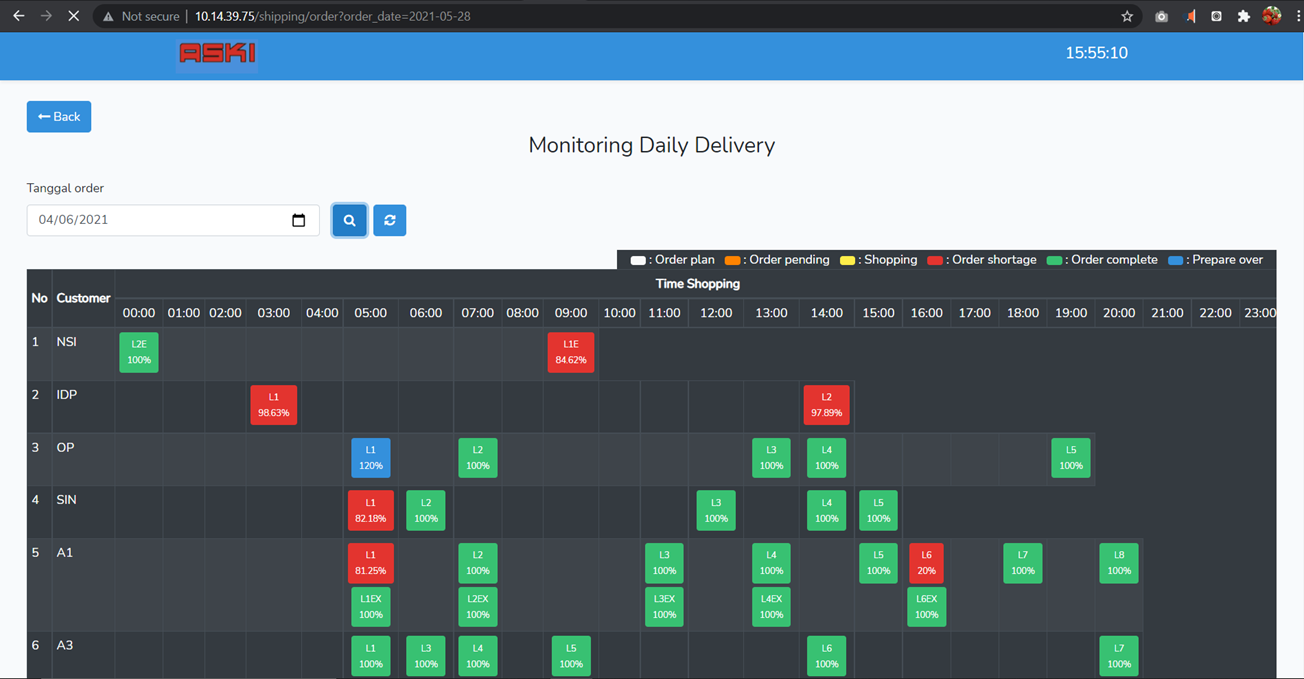 Not secure | 10.14.39.75/shipping/order?order_date=2021-05-28
ASKI
15:55:10
Back
Monitoring Daily Delivery
Tanggal order
04/06/2021
: Order plan : Order pending : Shopping : Order shortage : Order complete : Prepare over
No Customer Time Shopping
00:00 01:00 02:00 03:00 04:00 05:00 06:00 07:00 08:00 09:00 10:00 11:00 12:00 13:00 14:00 15:00 16:00 17:00 18:00 19:00 20:00 21:00 22:00 23:00
1 NSI L2E L1E
100% 84.62%
2 IDP L1 L2
98.63% 97.89%
3 OP L1 L2 L3 L4 L5
120% 100% 100% 100% 100%
4 SIN L1 L2 L3 L4 L5
82.18% 100% 100% 100% 100%
5 A1 L1 L2 L3 L4 L5 L6 L7 L8
81.25% 100% 100% 100% 100% 20% 100% 100%
L1EX L2EX L3EX L4EX L6EX
100% 100% 100% 100% 100%
6 A3 L1 L3 L4 L5 L6 L7
100% 100% 100% 100% 100% 100%